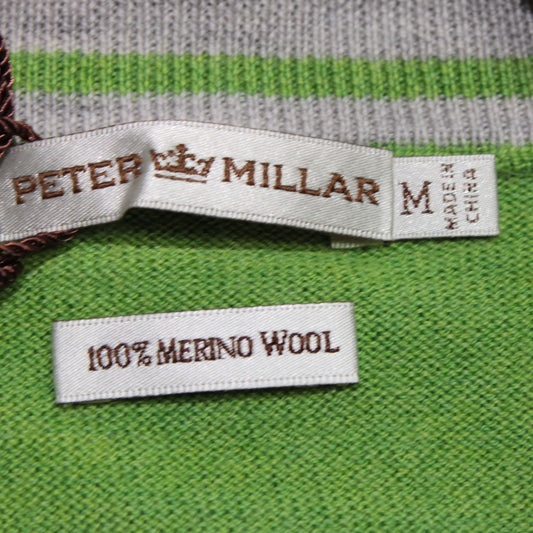 PETER MILLAR
M
MADE IN
CHINA
100% MERINO WOOL